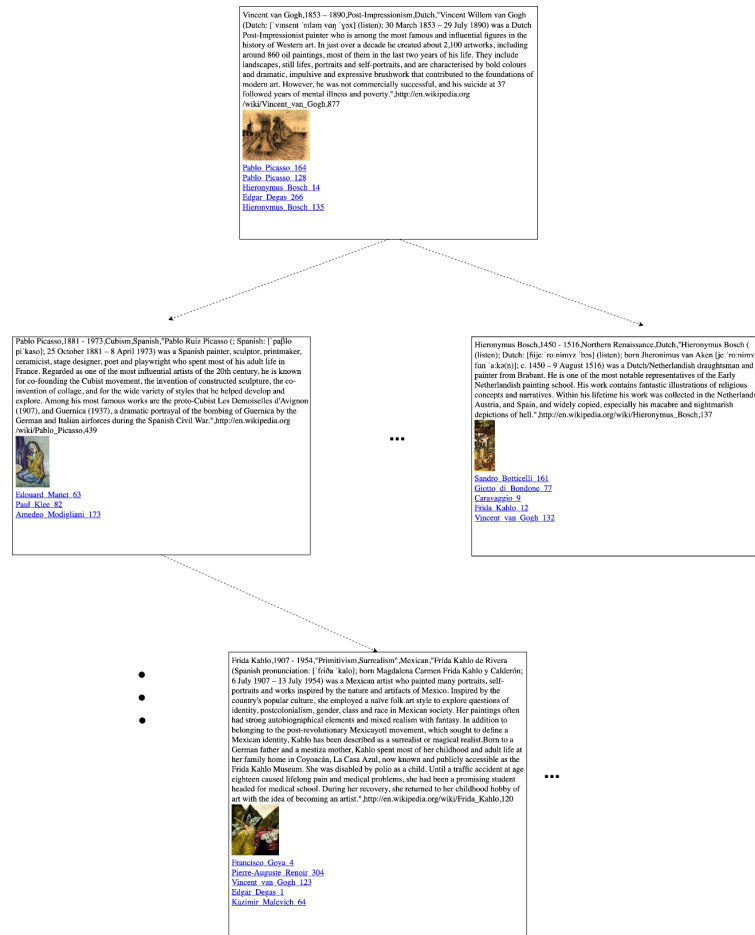 Vincent van Gogh,1853 – 1890,Post-Impressionism,Dutch,"Vincent Willem van Gogh
(Dutch: [ˈvɪnsɛnt ˈʋɪləm vɑŋ ˈɣɔx] (listen); 30 March 1853 – 29 July 1890) was a Dutch
Post-Impressionist painter who is among the most famous and influential figures in the
history of Western art. In just over a decade he created about 2,100 artworks, including
around 860 oil paintings, most of them in the last two years of his life. They include
landscapes, still lifes, portraits and self-portraits, and are characterised by bold colours
and dramatic, impulsive and expressive brushwork that contributed to the foundations of
modern art. However, he was not commercially successful, and his suicide at 37
followed years of mental illness and poverty.",http://en.wikipedia.org
/wiki/Vincent_van_Gogh,877
Pablo_Picasso_164
Pablo_Picasso_128
Hieronymus_Bosch_14
Edgar_Degas_266
Hieronymus_Bosch_135
Pablo Picasso,1881 - 1973,Cubism,Spanish,"Pablo Ruiz Picasso (; Spanish: [ˈpaβlo
piˈkaso]; 25 October 1881 – 8 April 1973) was a Spanish painter, sculptor, printmaker,
ceramicist, stage designer, poet and playwright who spent most of his adult life in
France. Regarded as one of the most influential artists of the 20th century, he is known
for co-founding the Cubist movement, the invention of constructed sculpture, the co-
invention of collage, and for the wide variety of styles that he helped develop and
explore. Among his most famous works are the proto-Cubist Les Demoiselles d'Avignon
(1907), and Guernica (1937), a dramatic portrayal of the bombing of Guernica by the
German and Italian airforces during the Spanish Civil War.",http://en.wikipedia.org
/wiki/Pablo_Picasso,439
Edouard_Manet_63
Paul_Klee_82
Amedeo_Modigliani_173
...
Hieronymus Bosch,1450 - 1516,Northern Renaissance,Dutch,"Hieronymus Bosch (
(listen); Dutch: [ɦijeːˈroːnimʏz ˈbɔs] (listen); born Jheronimus van Aken [jeːˈroːnimʏs
fɑn ˈaːkə(n)]; c. 1450 – 9 August 1516) was a Dutch/Netherlandish draughtsman and
painter from Brabant. He is one of the most notable representatives of the Early
Netherlandish painting school. His work contains fantastic illustrations of religious
concepts and narratives. Within his lifetime his work was collected in the Netherlands,
Austria, and Spain, and widely copied, especially his macabre and nightmarish
depictions of hell.",http://en.wikipedia.org/wiki/Hieronymus_Bosch,137
Sandro_Botticelli_161
Giotto_di_Bondone_77
Caravaggio_9
Frida_Kahlo_12
Vincent_van_Gogh_132
Frida Kahlo,1907 - 1954,"Primitivism,Surrealism",Mexican,"Frida Kahlo de Rivera
(Spanish pronunciation: [ˈfɾiða ˈkalo]; born Magdalena Carmen Frida Kahlo y Calderón;
6 July 1907 – 13 July 1954) was a Mexican artist who painted many portraits, self-
portraits and works inspired by the nature and artifacts of Mexico. Inspired by the
country's popular culture, she employed a naïve folk art style to explore questions of
identity, postcolonialism, gender, class and race in Mexican society. Her paintings often
had strong autobiographical elements and mixed realism with fantasy. In addition to
belonging to the post-revolutionary Mexicayotl movement, which sought to define a
Mexican identity, Kahlo has been described as a surrealist or magical realist.Born to a
German father and a mestiza mother, Kahlo spent most of her childhood and adult life at
her family home in Coyoacán, La Casa Azul, now known and publicly accessible as the
Frida Kahlo Museum. She was disabled by polio as a child. Until a traffic accident at age
eighteen caused lifelong pain and medical problems, she had been a promising student
headed for medical school. During her recovery, she returned to her childhood hobby of
art with the idea of becoming an artist.",http://en.wikipedia.org/wiki/Frida_Kahlo,120
Francisco_Goya_4
Pierre-Auguste_Renoir_304
Vincent_van_Gogh_123
Edgar_Degas_1
Kazimir_Malevich_64
...